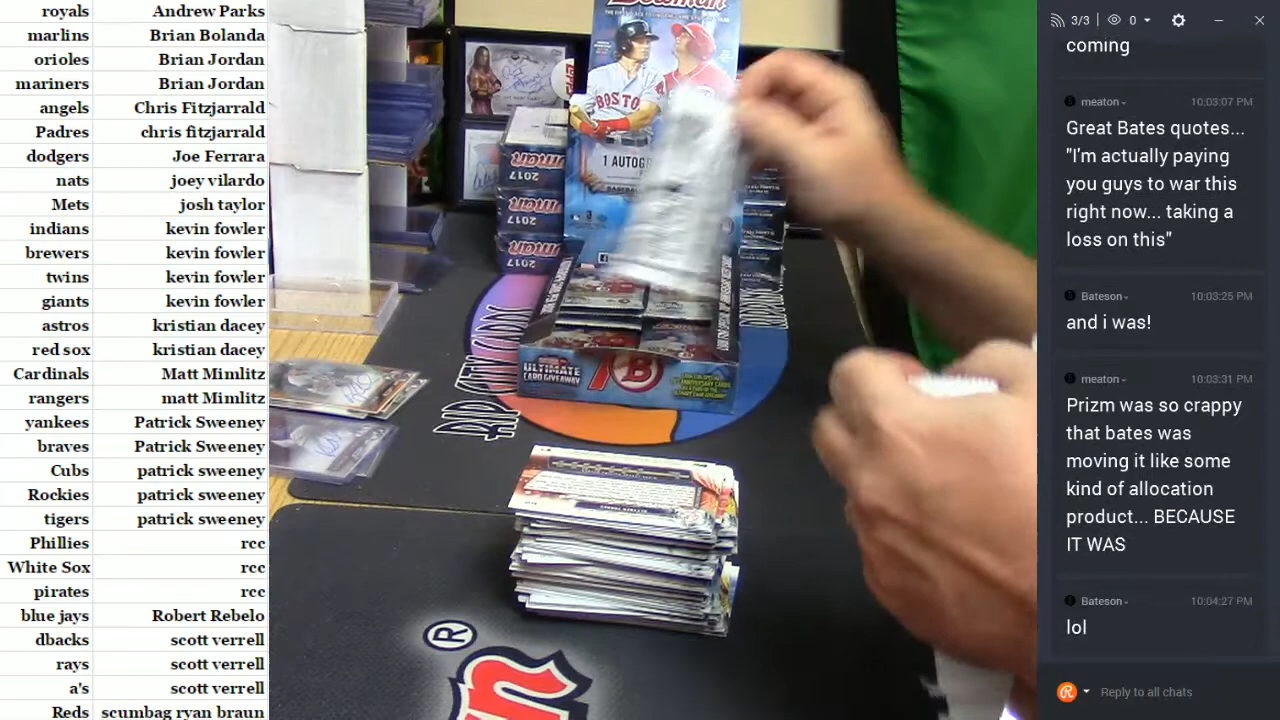 royals Andrew Parks
marlins Brian Bolanda
orioles Brian Jordan
mariners Brian Jordan
angels Chris Fitzjarrald
Padres chris fitzjarrald
dodgers Joe Ferrara
nats joey vilardo
Mets josh taylor
indians kevin fowler
brewers kevin fowler
twins kevin fowler
giants kevin fowler
astros kristian dacey
red sox kristian dacey
Cardinals Matt Mimlitz
rangers matt Mimlitz
yankees Patrick Sweeney
braves Patrick Sweeney
Cubs patrick sweeney
Rockies patrick sweeney
tigers patrick sweeney
Phillies rcc
White Sox rcc
pirates rcc
blue jays Robert Rebelo
dbacks scott verrell
rays scott verrell
a's scott verrell
Reds scumbag ryan braun
Bowman
BOSTO
1 AUTOG
2017
2017
2017
RIP CITY CARDS
ULTIMATE
CARD GIVEAWAY
70 B
®
3/3 0
coming
meaton 10:03:07 PM
Great Bates quotes...
"I'm actually paying
you guys to war this
right now... taking a
loss on this"
Bateson 10:03:25 PM
and i was!
meaton 10:03:31 PM
Prizm was so crappy
that bates was
moving it like some
kind of allocation
product... BECAUSE
IT WAS
Bateson 10:04:27 PM
lol
Reply to all chats